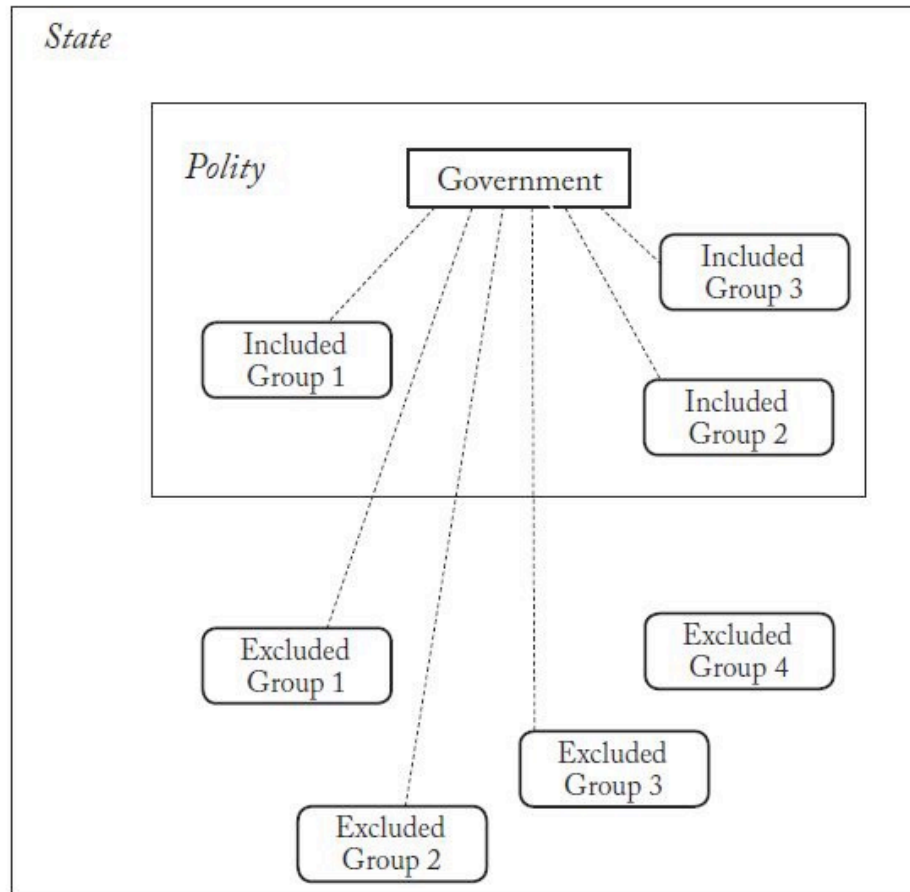 State
Polity
Government
Included
Group 3
Included
Group 1
Included
Group 2
Excluded
Group 1
Excluded
Group 4
Excluded
Group 3
Excluded
Group 2